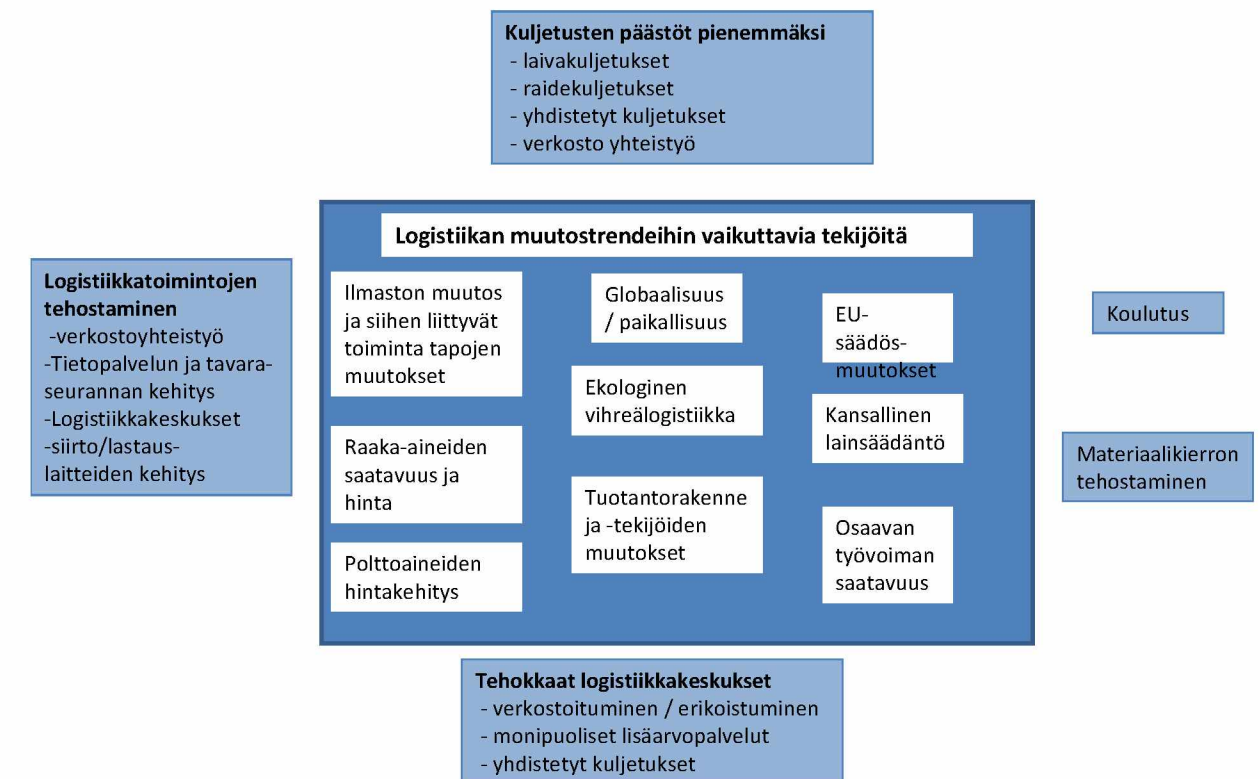 Kuljetusten päästöt pienemmäksi
- laivakuljetukset
- raidekuljetukset
- yhdistetyt kuljetukset
- verkosto yhteistyö
Logistiikkatoimintojen
tehostaminen
-verkostoyhteistyö
-Tietopalvelun ja tavara-
seurannan kehitys
-Logistiikkakeskukset
-siirto/lastaus-
laitteiden kehitys
Logistiikan muutostrendeihin vaikuttavia tekijöitä
Ilmaston muutos
ja siihen liittyvät
toiminta tapojen
muutokset
Raaka-aineiden
saatavuus ja
hinta
Polttoaineiden
hintakehitys
Globaalisuus
/ paikallisuus
Ekologinen
vihreälogistiikka
Tuotantorakenne
ja -tekijöiden
muutokset
EU-
säädös-
muutokset
Kansallinen
lainsäädäntö
Osaavan
työvoiman
saatavuus
Koulutus
Materiaalikierron
tehostaminen
Tehokkaat logistiikkakeskukset
- verkostoituminen / erikoistuminen
- monipuoliset lisäarvopalvelut
- yhdistetyt kuljetukset